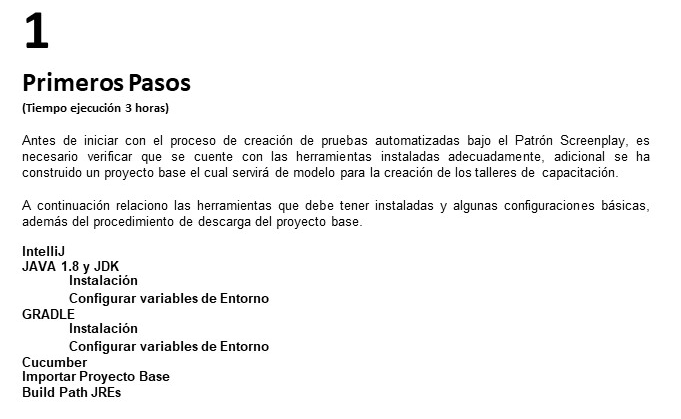 1
Primeros Pasos
(Tiempo ejecución 3 horas)
Antes de iniciar con el proceso de creación de pruebas automatizadas bajo el Patrón Screenplay, es
necesario verificar que se cuente con las herramientas instaladas adecuadamente, adicional se ha
construido un proyecto base el cual servirá de modelo para la creación de los talleres de capacitación.
A continuación relaciono las herramientas que debe tener instaladas y algunas configuraciones básicas,
además del procedimiento de descarga del proyecto base.
IntelliJ
JAVA 1.8 y JDK
Instalación
Configurar variables de Entorno
GRADLE
Instalación
Configurar variables de Entorno
Cucumber
Importar Proyecto Base
Build Path JREs